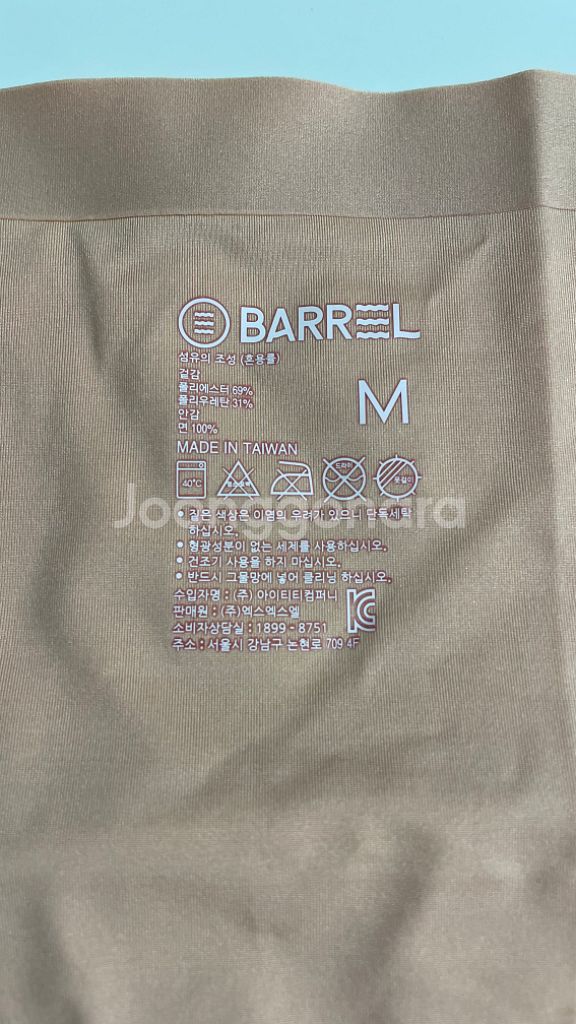 BARREL
섬유의 조성 (혼용률)
겉감
폴리에스터 69%
폴리우레탄 31%
안감
면 100%
M
MADE IN TAIWAN
40°C
드라이
옷걸이
Joonggonara
• 짙은 색상은 이염의 우려가 있으니 단독세탁
하십시오.
• 형광성분이 없는 세제를 사용하십시오.
• 건조기 사용을 하지 마십시오.
• 반드시 그물망에 넣어 클리닝 하십시오.
수입자명 : (주) 아이티티컴퍼니
판매원 : (주)엑스엑스엘
소비자상담실 : 1899 - 8751
주소 : 서울시 강남구 논현로 709 4F